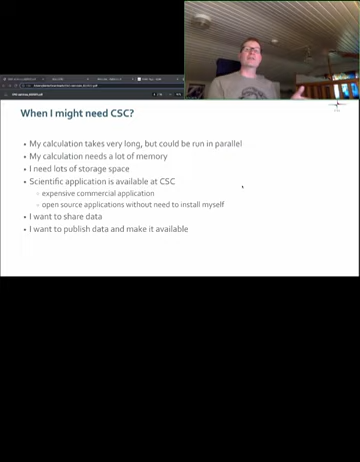 When I might need CSC?
My calculation takes very long, but could be run in parallel
My calculation needs a lot of memory
I need lots of storage space
Scientific application is available at CSC
expensive commercial application
open source applications without need to install myself
I want to share data
I want to publish data and make it available